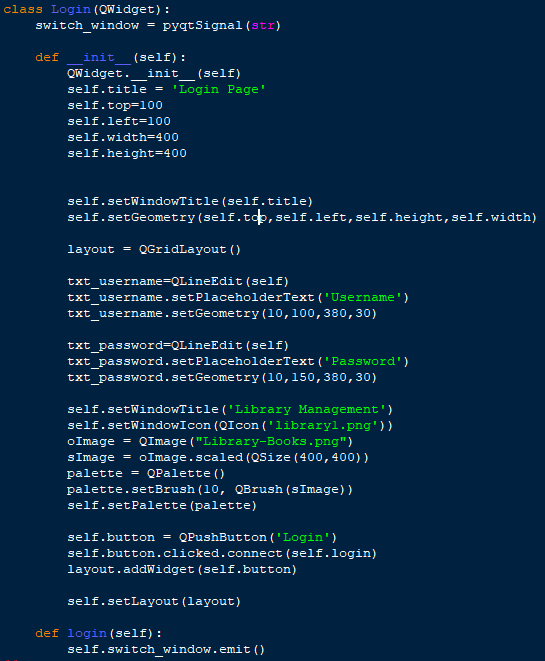 class Login(QWidget):
    switch_window = pyqtSignal(str)

    def __init__(self):
        QWidget.__init__(self)
        self.title = 'Login Page'
        self.top=100
        self.left=100
        self.width=400
        self.height=400


        self.setWindowTitle(self.title)
        self.setGeometry(self.top,self.left,self.height,self.width)

        layout = QGridLayout()

        txt_username=QLineEdit(self)
        txt_username.setPlaceholderText('Username')
        txt_username.setGeometry(10,100,380,30)

        txt_password=QLineEdit(self)
        txt_password.setPlaceholderText('Password')
        txt_password.setGeometry(10,150,380,30)

        self.setWindowTitle('Library Management')
        self.setWindowIcon(QIcon('library1.png'))
        oImage = QImage("Library-Books.png")
        sImage = oImage.scaled(QSize(400,400))
        palette = QPalette()
        palette.setBrush(10, QBrush(sImage))
        self.setPalette(palette)

        self.button = QPushButton('Login')
        self.button.clicked.connect(self.login)
        layout.addWidget(self.button)

        self.setLayout(layout)

    def login(self):
        self.switch_window.emit()